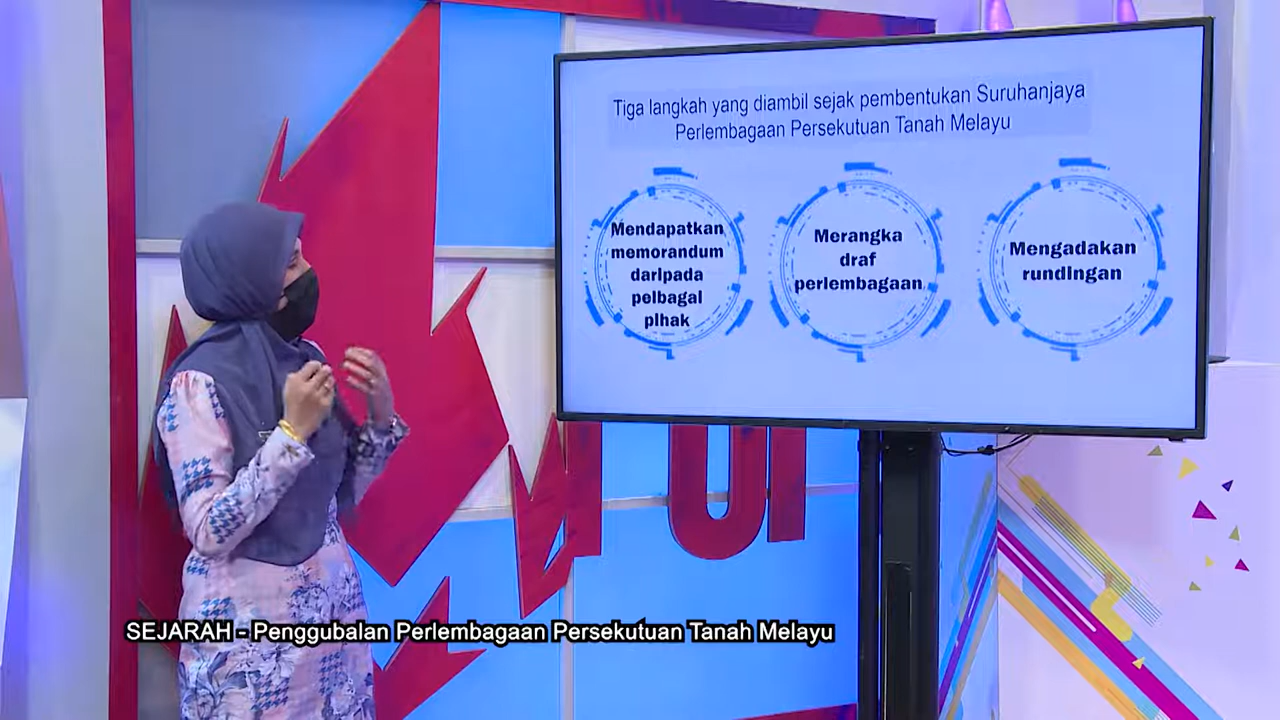 Tiga langkah yang diambil sejak pembentukan Suruhanjaya
Perlembagaan Persekutuan Tanah Melayu
Mendapatkan
memorandum
daripada
pelbagai
pihak
Merangka
draf
perlembagaan
Mengadakan
rundingan
SEJARAH - Penggubalan Perlembagaan Persekutuan Tanah Melayu